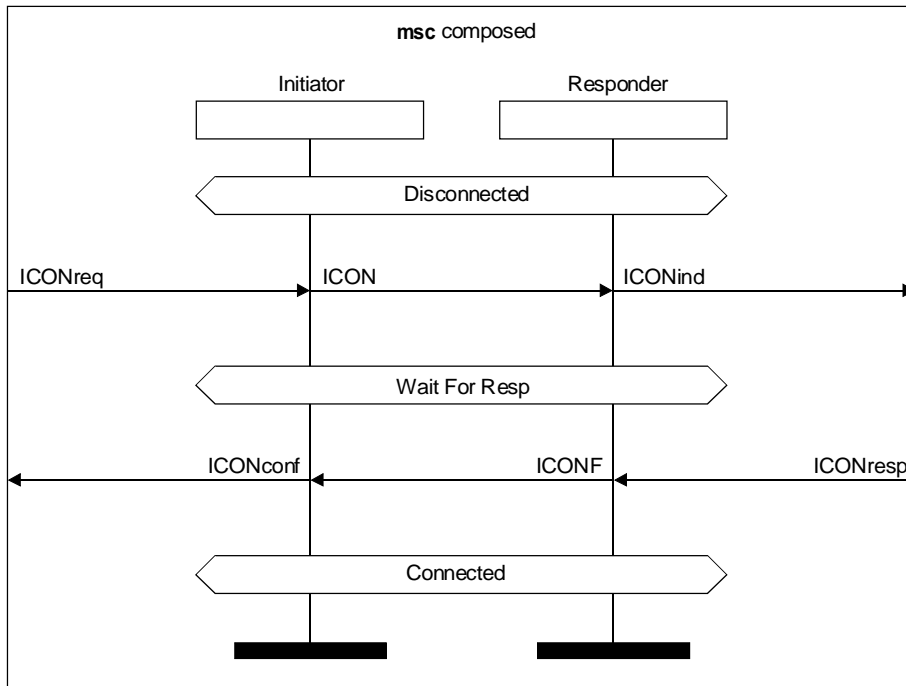 msc composed
Initiator
Responder
Disconnected
ICONreq
ICON
ICONind
Wait For Resp
ICONconf
ICONF
ICONresp
Connected